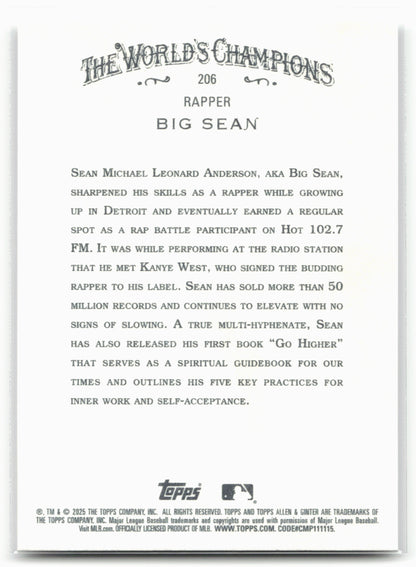 The World's Champions
206
RAPPER
BIG SEAN
Sean Michael Leonard Anderson, aka Big Sean,
sharpened his skills as a rapper while growing
up in Detroit and eventually earned a regular
spot as a rap battle participant on Hot 102.7
FM. It was while performing at the radio station
that he met Kanye West, who signed the budding
rapper to his label. Sean has sold more than 50
million records and continues to elevate with no
signs of slowing. A true multi-hyphenate, Sean
has also released his first book “Go Higher”
that serves as a spiritual guidebook for our
times and outlines his five key practices for
inner work and self-acceptance.
Topps
®, TM & © 2025 THE TOPPS COMPANY, INC. ALL RIGHTS RESERVED. TOPPS AND TOPPS ALLEN & GINTER ARE TRADEMARKS OF
THE TOPPS COMPANY, INC. Major League Baseball trademarks and copyrights are used with permission of Major League Baseball.
Visit MLB.com. OFFICIALLY LICENSED PRODUCT OF MLB. WWW.TOPPS.COM. CODE#CMP111115.